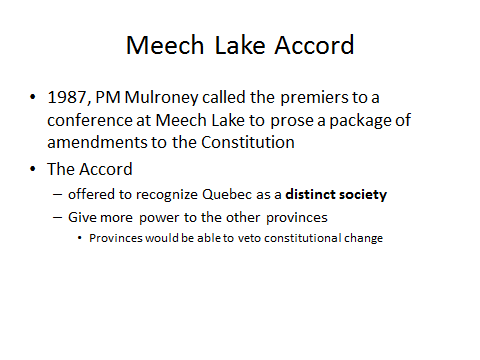 Meech Lake Accord
• 1987, PM Mulroney called the premiers to a
conference at Meech Lake to prose a package of
amendments to the Constitution
• The Accord
– offered to recognize Quebec as a distinct society
– Give more power to the other provinces
• Provinces would be able to veto constitutional change